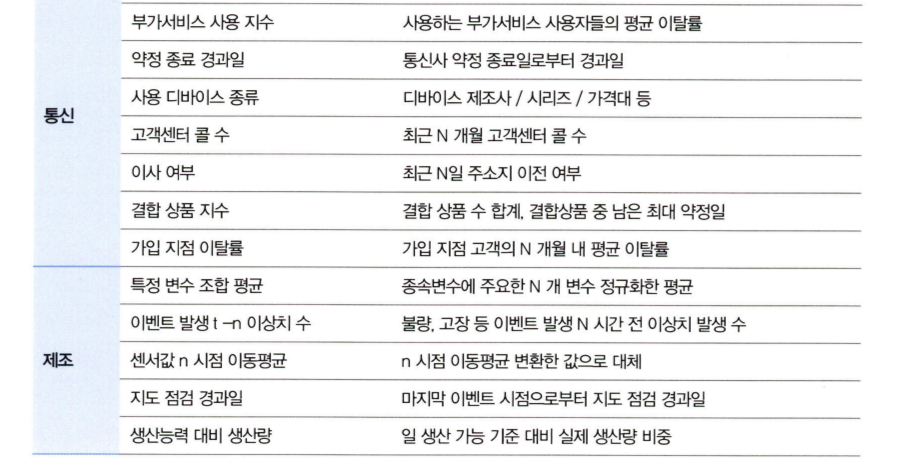 부가서비스 사용 지수 사용하는 부가서비스 사용자들의 평균 이탈률
약정 종료 경과일 통신사 약정 종료일로부터 경과일
사용 디바이스 종류 디바이스 제조사 / 시리즈 / 가격대 등
통신
고객센터 콜 수 최근 N 개월 고객센터 콜 수
이사 여부 최근 N일 주소지 이전 여부
결합 상품 지수 결합 상품 수 합계, 결합상품 중 남은 최대 약정일
가입 지점 이탈률 가입 지점 고객의 N 개월 내 평균 이탈률
특정 변수 조합 평균 종속변수에 주요한 N 개 변수 정규화한 평균
이벤트 발생 t -n 이상치 수 불량, 고장 등 이벤트 발생 N 시간 전 이상치 발생 수
제조 센서값 n 시점 이동평균 n 시점 이동평균 변환한 값으로 대체
지도 점검 경과일 마지막 이벤트 시점으로부터 지도 점검 경과일
생산능력 대비 생산량 일 생산 가능 기준 대비 실제 생산량 비중